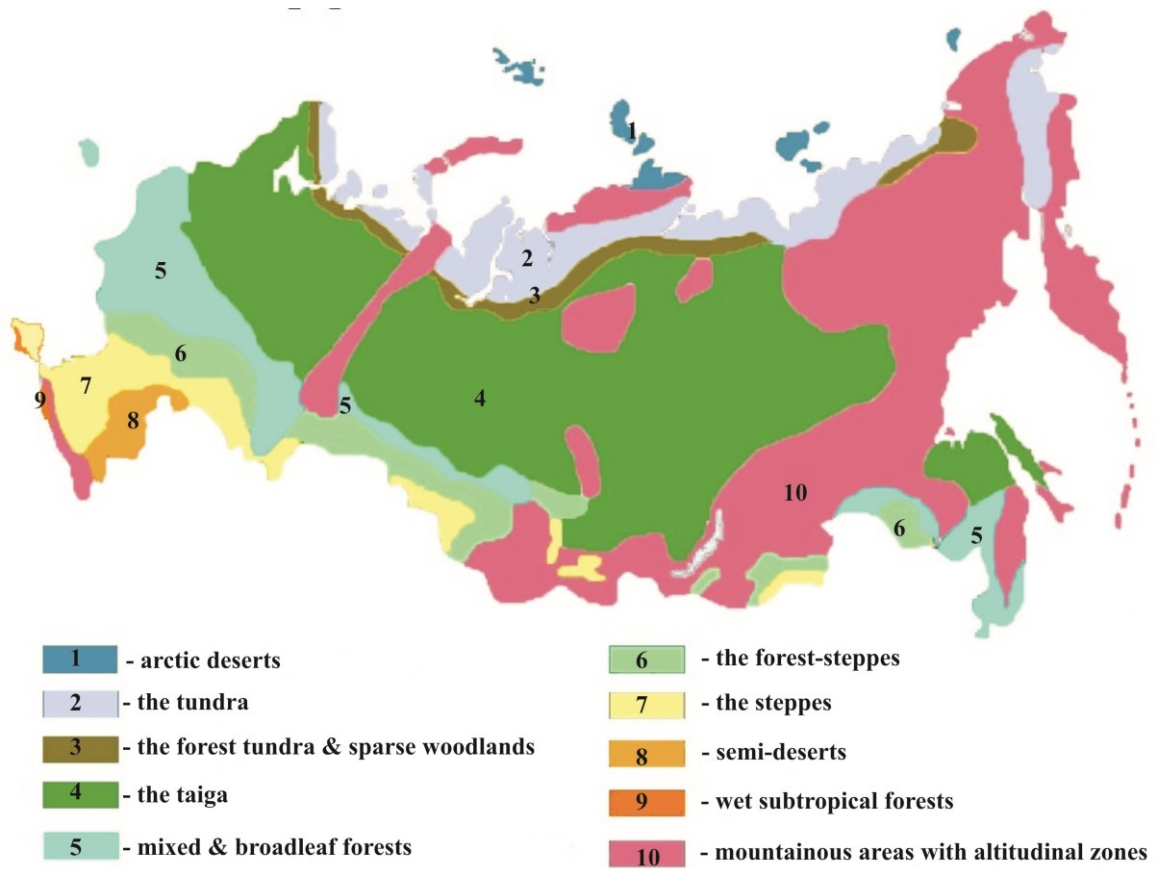 1
2
3
5
6
7
4
9
5
8
10
6
5
1 - arctic deserts
2 - the tundra
3 - the forest tundra & sparse woodlands
4 - the taiga
5 - mixed & broadleaf forests
6 - the forest-steppes
7 - the steppes
8 - semi-deserts
9 - wet subtropical forests
10 - mountainous areas with altitudinal zones